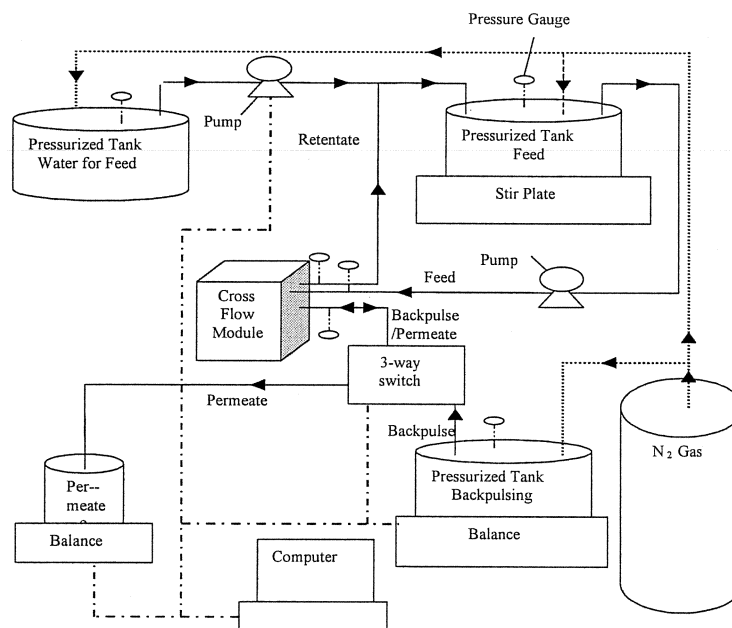 Pressure Gauge
Pump
Pressurized Tank
Water for Feed
Retentate
Pressurized Tank
Feed
Stir Plate
Pump
Feed
Cross
Flow
Module
Backpulse
/Permeate
3-way
switch
Permeate
Backpulse
N2 Gas
Per--
meate
Pressurized Tank
Backpulsing
Balance
Balance
Computer